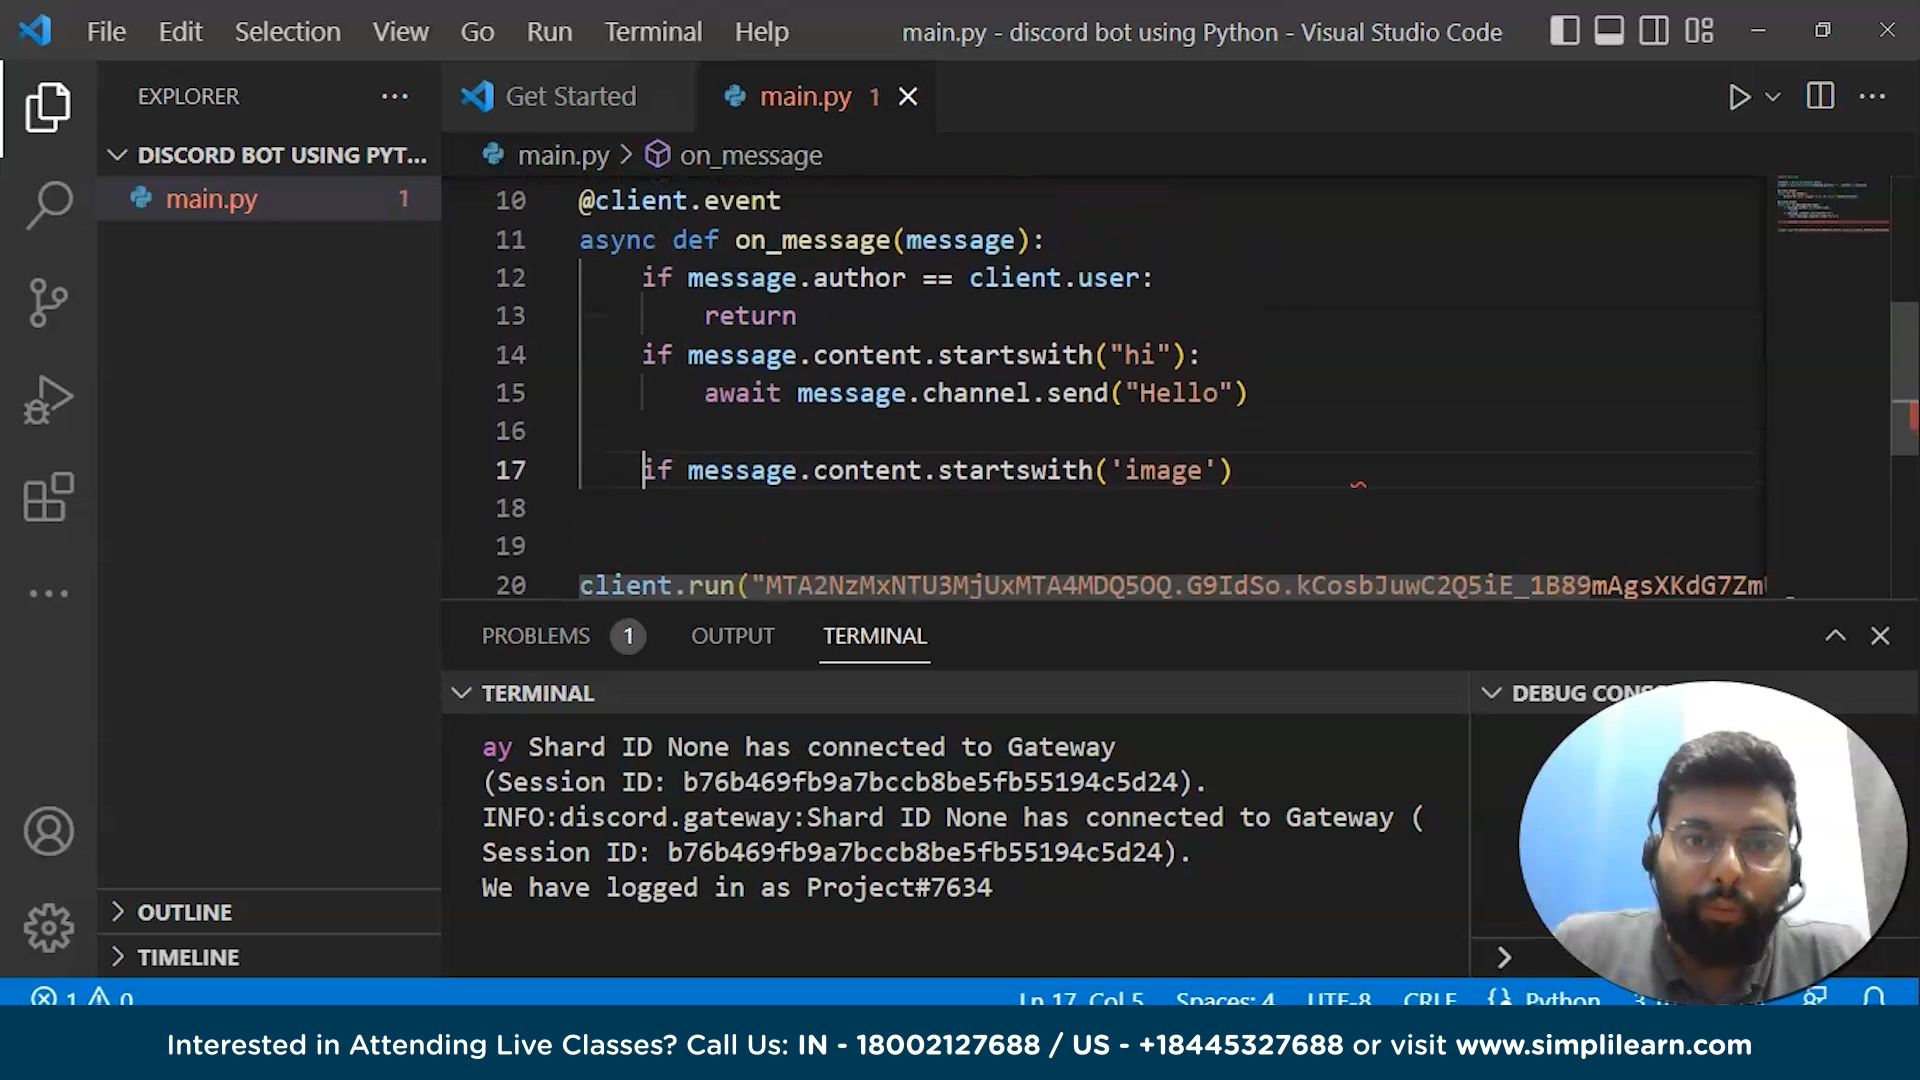 File Edit Selection View Go Run Terminal Help main.py - discord bot using Python - Visual Studio Code
EXPLORER
Get Started
main.py 1
DISCORD BOT USING PYT...
main.py 1
main.py > on_message
10 @client.event
11 async def on_message(message):
12 if message.author == client.user:
13 return
14 if message.content.startswith("hi"):
15 await message.channel.send("Hello")
16
17 if message.content.startswith('image')
18
19
20 client.run("MTA2NzMxNTU3MjUxMTA4MDQ5OQ.G9IdSo.kCosbJuwC2Q5iE_1B89mAgsXKdG7Zm
PROBLEMS 1 OUTPUT TERMINAL
TERMINAL
DEBUG
ay Shard ID None has connected to Gateway
(Session ID: b76b469fb9a7bccb8be5fb55194c5d24).
INFO:discord.gateway:Shard ID None has connected to Gateway (
Session ID: b76b469fb9a7bccb8be5fb55194c5d24).
We have logged in as Project#7634
OUTLINE
TIMELINE
1 0 Ln 17, Col 5 Spaces: 4 UTF-8 CRLF Python
Interested in Attending Live Classes? Call Us: IN - 18002127688 / US - +18445327688 or visit www.simplilearn.com